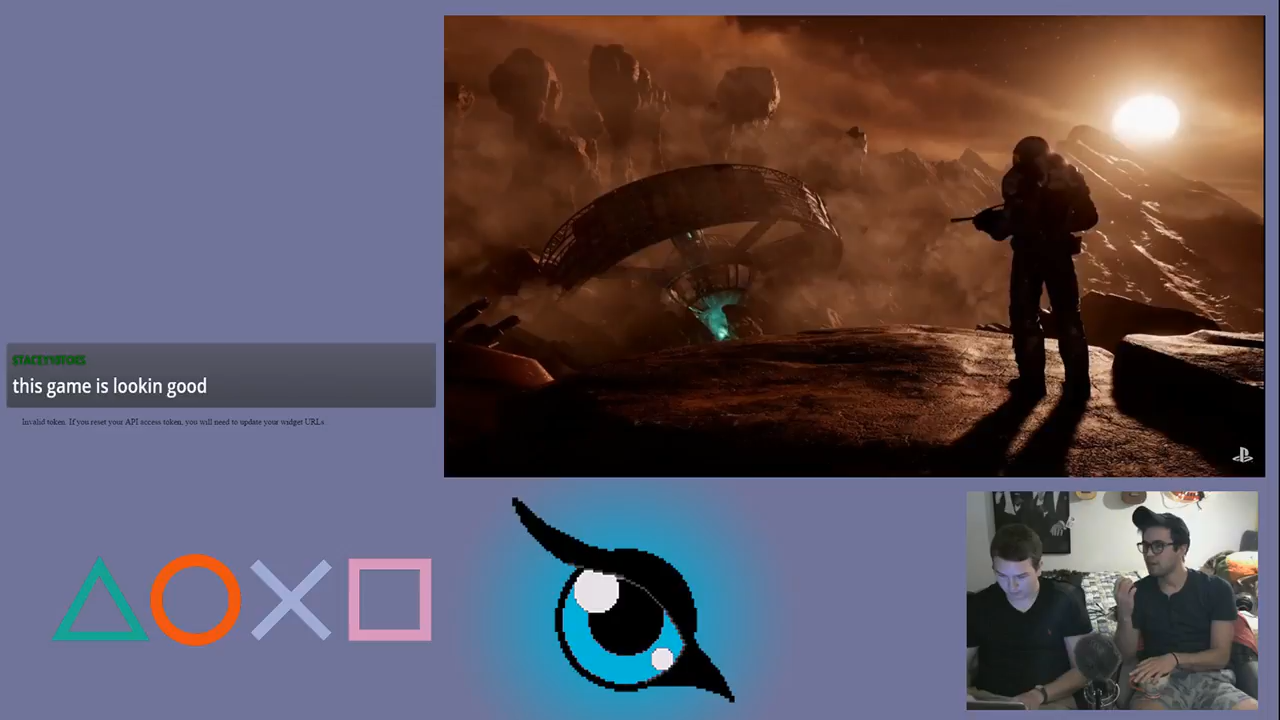 this game is lookin good
Invalid token. If you reset your API access token, you will need to update your widget URLs